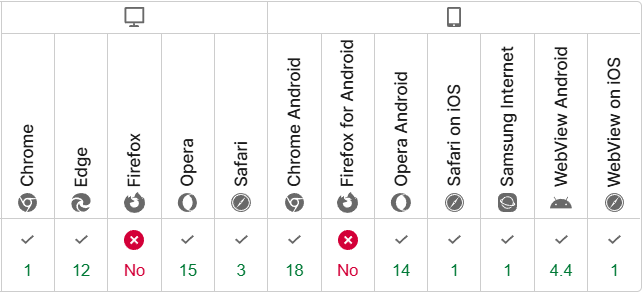 Chrome
Edge
Firefox
Opera
Safari
Chrome Android
Firefox for Android
Opera Android
Safari on iOS
Samsung Internet
WebView Android
WebView on iOS
1 12 No 15 3 18 No 14 1 1 4.4 1